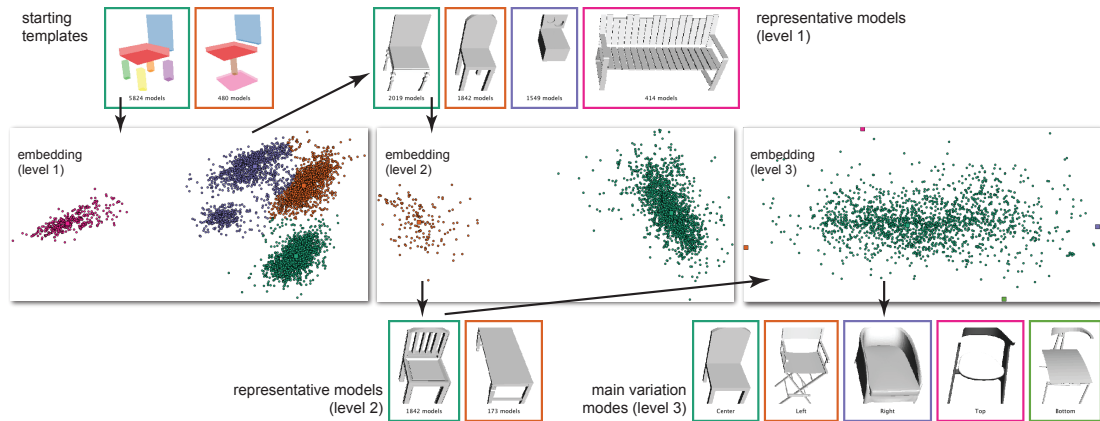 starting
templates
5824 models
480 models
2019 models
1842 models
1549 models
414 models
representative models
(level 1)
embedding
(level 1)
embedding
(level 2)
embedding
(level 3)
representative models
(level 2)
1842 models
173 models
main variation
modes (level 3)
Center
Left
Right
Top
Bottom